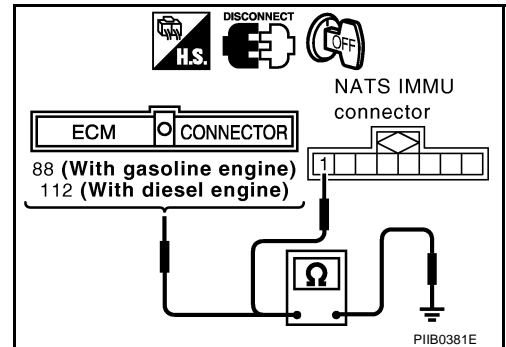 DISCONNECT
H.S.
OFF
NATS IMMU
connector
ECM CONNECTOR
88 (With gasoline engine)
112 (With diesel engine)
1
Ω
PIIB0381E